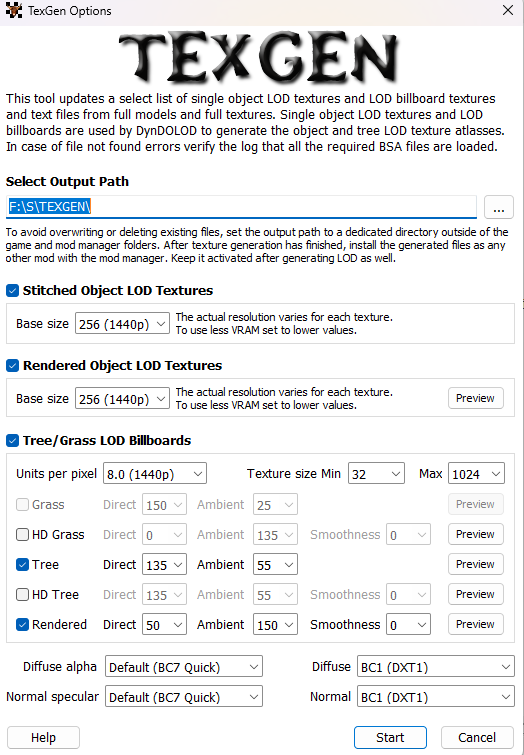 TexGen Options
TEXGEN
This tool updates a select list of single object LOD textures and LOD billboard textures
and text files from full models and full textures. Single object LOD textures and LOD
billboards are used by DynDOLOD to generate the object and tree LOD texture atlasses.
In case of file not found errors verify the log that all the required BSA files are loaded.
Select Output Path
F:\S\TEXGEN\
...
To avoid overwriting or deleting existing files, set the output path to a dedicated directory outside of the
game and mod manager folders. After texture generation has finished, install the generated files as any
other mod with the mod manager. Keep it activated after generating LOD as well.
Stitched Object LOD Textures
Base size 256 (1440p) The actual resolution varies for each texture.
To use less VRAM set to lower values.
Rendered Object LOD Textures
Base size 256 (1440p) The actual resolution varies for each texture.
To use less VRAM set to lower values.
Preview
Tree/Grass LOD Billboards
Units per pixel 8.0 (1440p) Texture size Min 32 Max 1024
Grass Direct 150 Ambient 25 Preview
HD Grass Direct 0 Ambient 135 Smoothness 0 Preview
Tree Direct 135 Ambient 55 Preview
HD Tree Direct 135 Ambient 55 Smoothness 0 Preview
Rendered Direct 50 Ambient 150 Smoothness 0 Preview
Diffuse alpha Default (BC7 Quick) Diffuse BC1 (DXT1)
Normal specular Default (BC7 Quick) Normal BC1 (DXT1)
Help Start Cancel